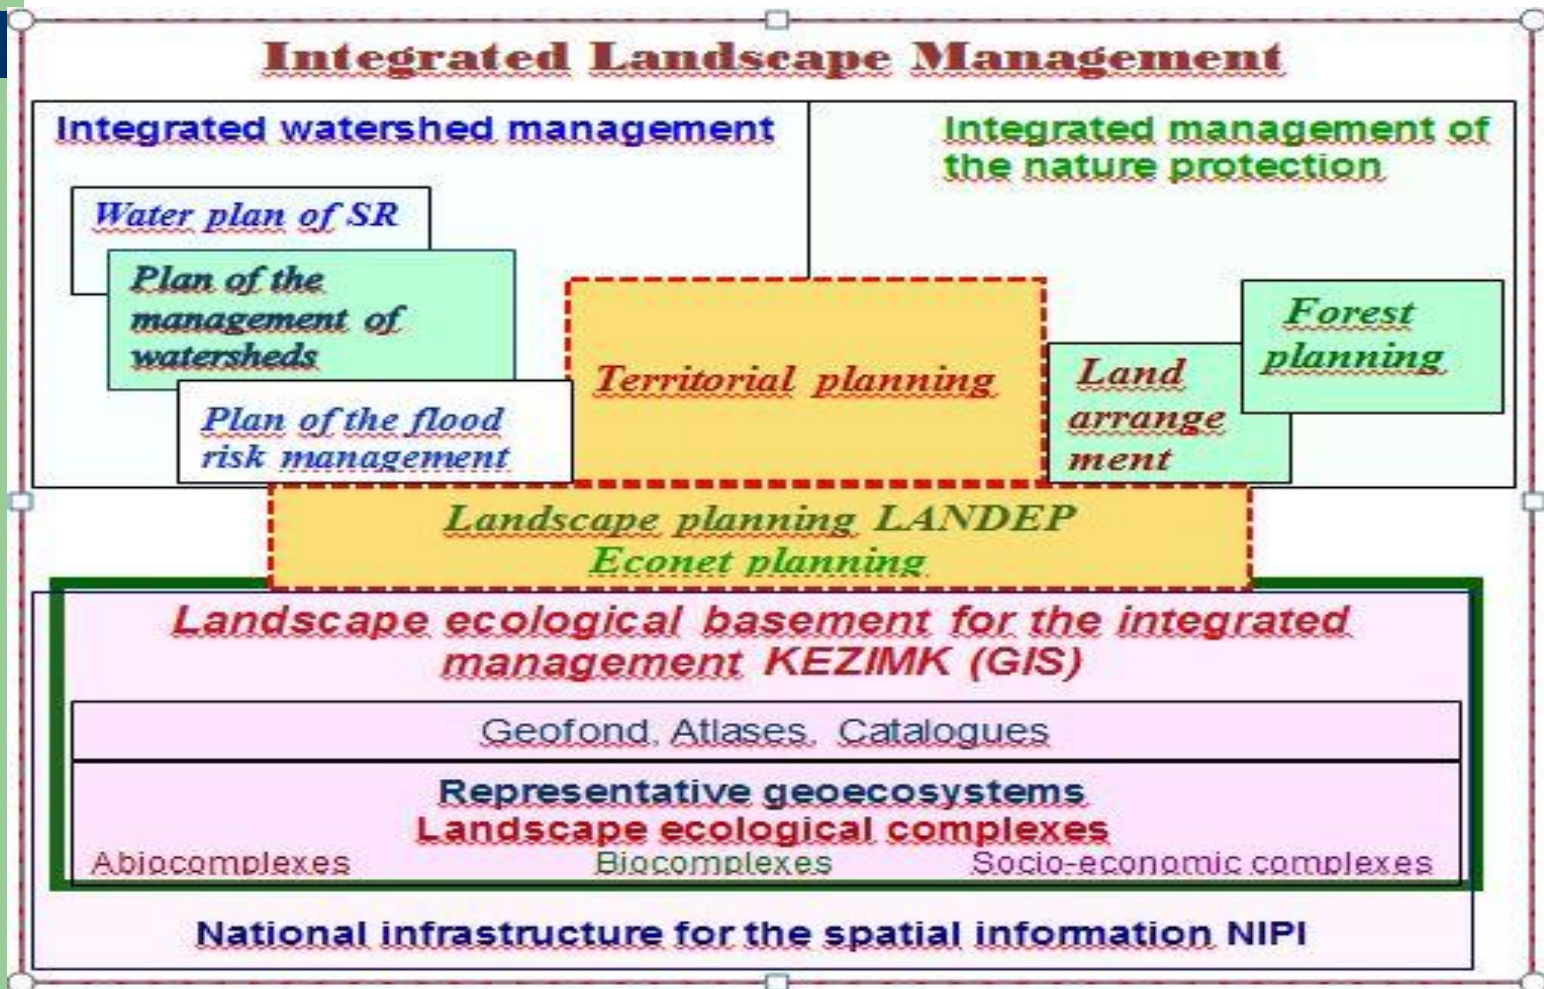 Integrated Landscape Management
Integrated watershed management
Integrated management of
the nature protection
Water plan of SR
Plan of the
management of
watersheds
Plan of the flood
risk management
Territorial planning
Land
arrange
ment
Forest
planning
Landscape planning LANDEP
Econet planning
Landscape ecological basement for the integrated
management KEZIMK (GIS)
Geofond, Atlases, Catalogues
Representative geoecosystems
Landscape ecological complexes
Abiocomplexes Biocomplexes Socio-economic complexes
National infrastructure for the spatial information NIPI